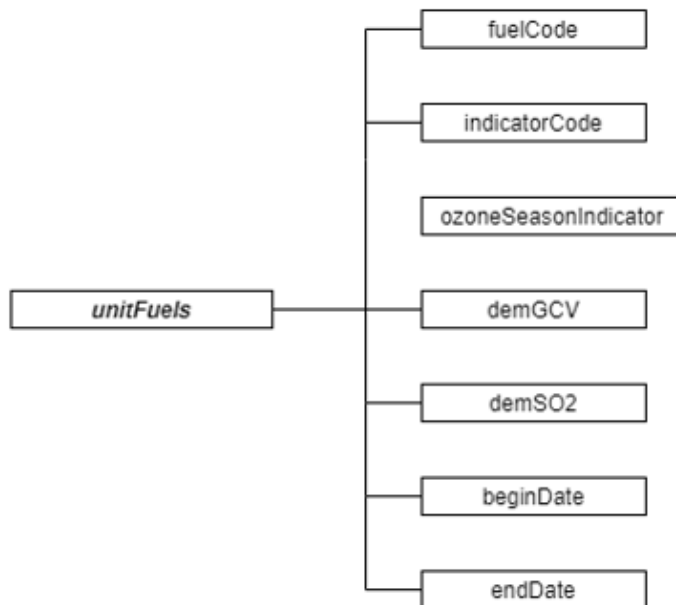 fuelCode
indicatorCode
ozoneSeasonIndicator
unitFuels
demGCV
demSO2
beginDate
endDate